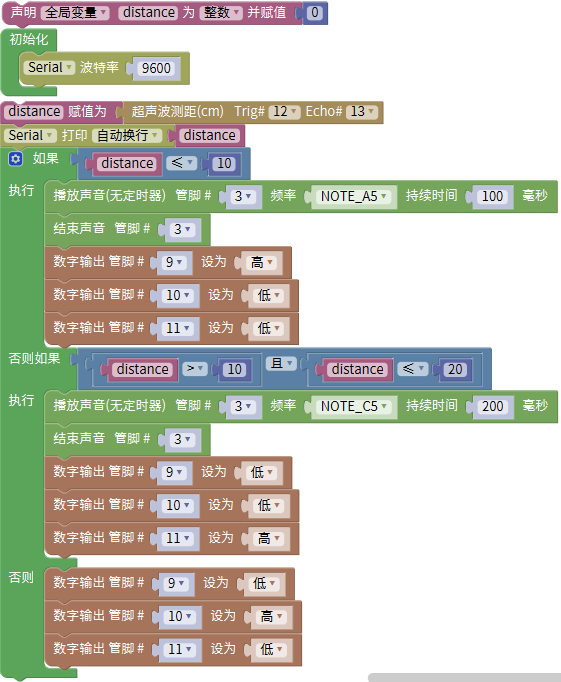 声明 全局变量 distance 为 整数 并赋值 0
初始化
Serial 波特率 9600
distance 赋值为 超声波测距(cm) Trig# 12 Echo# 13
Serial 打印 自动换行 distance
如果 distance ≤ 10
执行 播放声音(无定时器) 管脚 # 3 频率 NOTE_A5 持续时间 100 毫秒
结束声音 管脚 # 3
数字输出 管脚 # 9 设为 高
数字输出 管脚 # 10 设为 低
数字输出 管脚 # 11 设为 低
否则如果 distance > 10 且 distance ≤ 20
执行 播放声音(无定时器) 管脚 # 3 频率 NOTE_C5 持续时间 200 毫秒
结束声音 管脚 # 3
数字输出 管脚 # 9 设为 低
数字输出 管脚 # 10 设为 低
数字输出 管脚 # 11 设为 高
否则 数字输出 管脚 # 9 设为 低
数字输出 管脚 # 10 设为 高
数字输出 管脚 # 11 设为 低